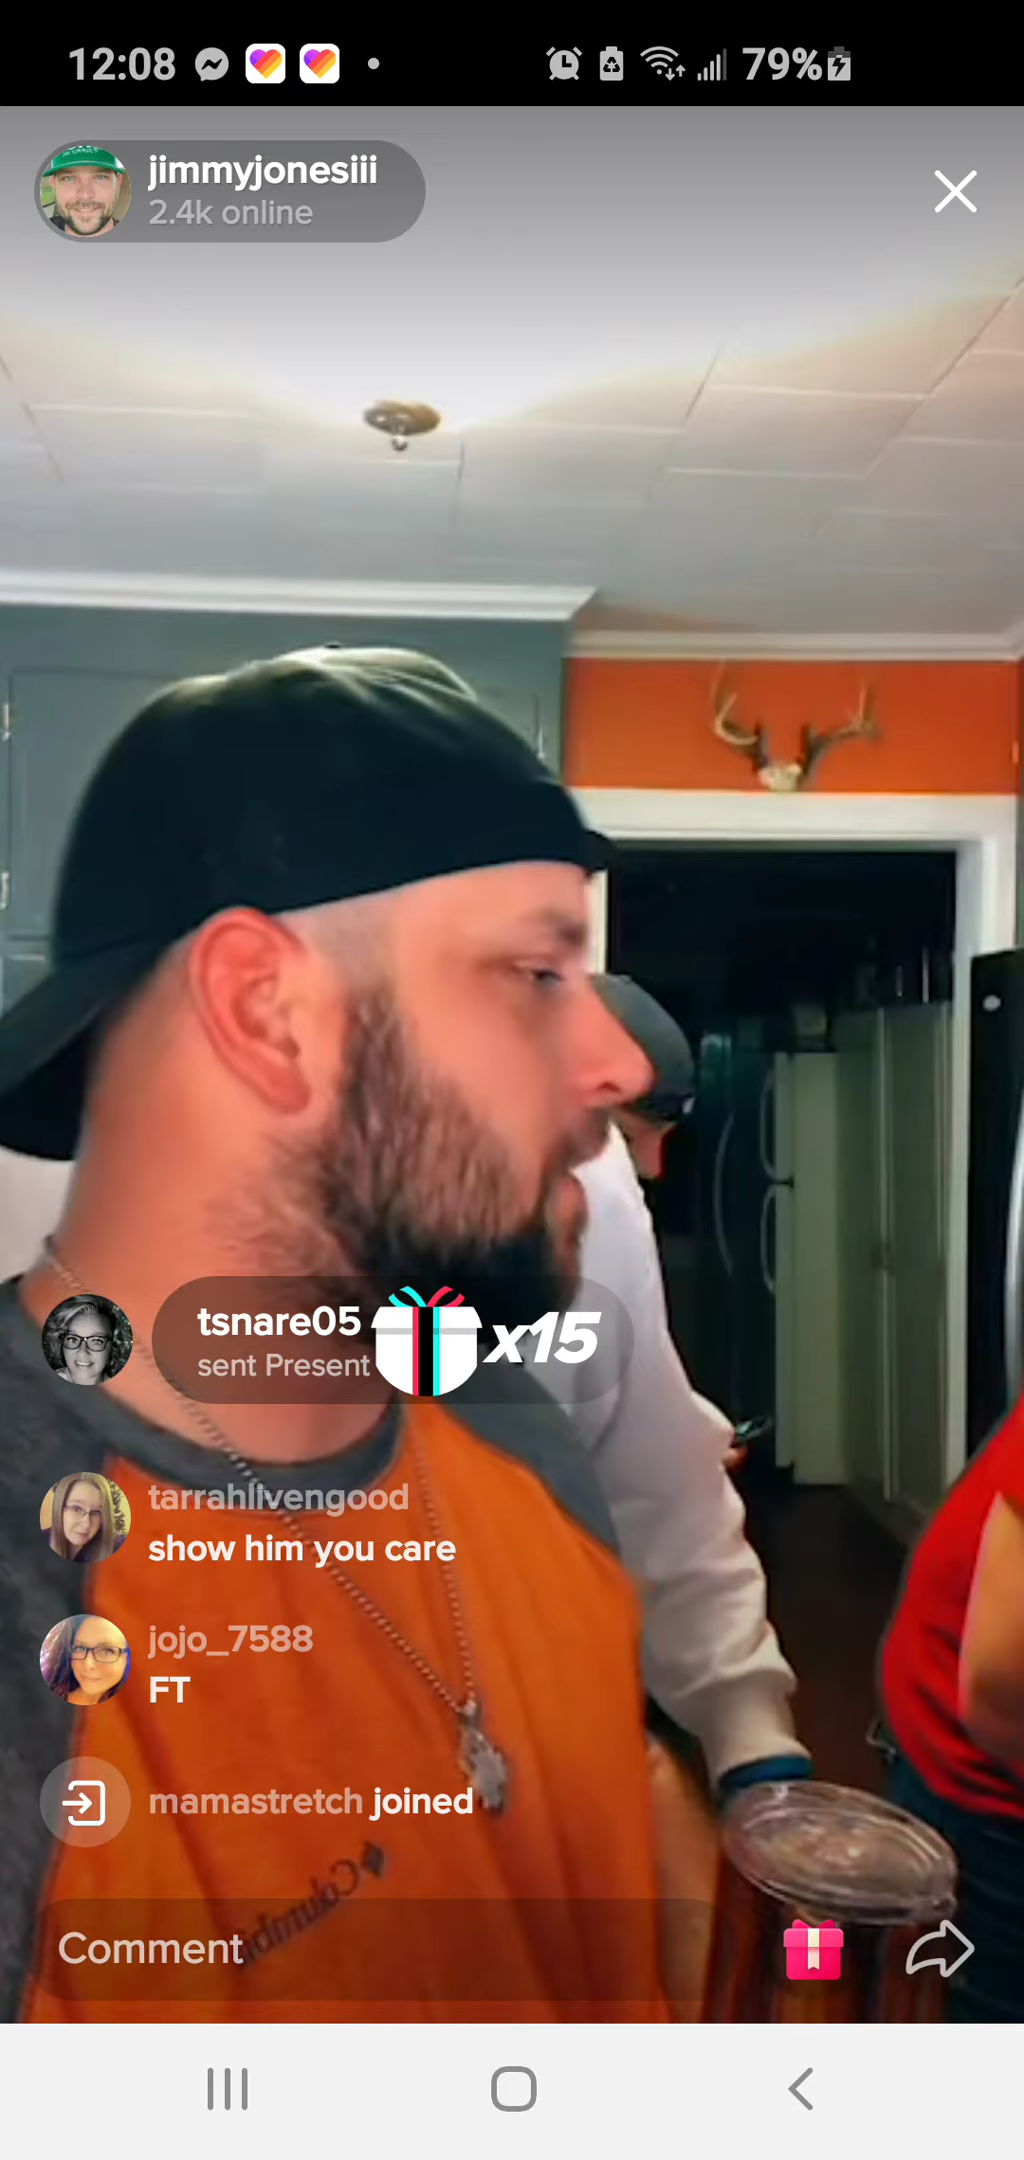 12:08
79%
jimmyjonesiii
2.4k online
tsnare05
sent Present
x15
tarrahlivengood
show him you care
jojo_7588
FT
mamastretch joined
Comment